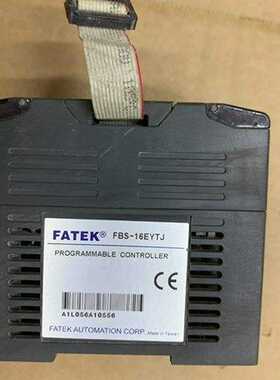 FATEK® FBS-16EYTJ
PROGRAMMABLE CONTROLLER
CE
A1L056A10556
FATEK AUTOMATION CORP. Made in Taiwan